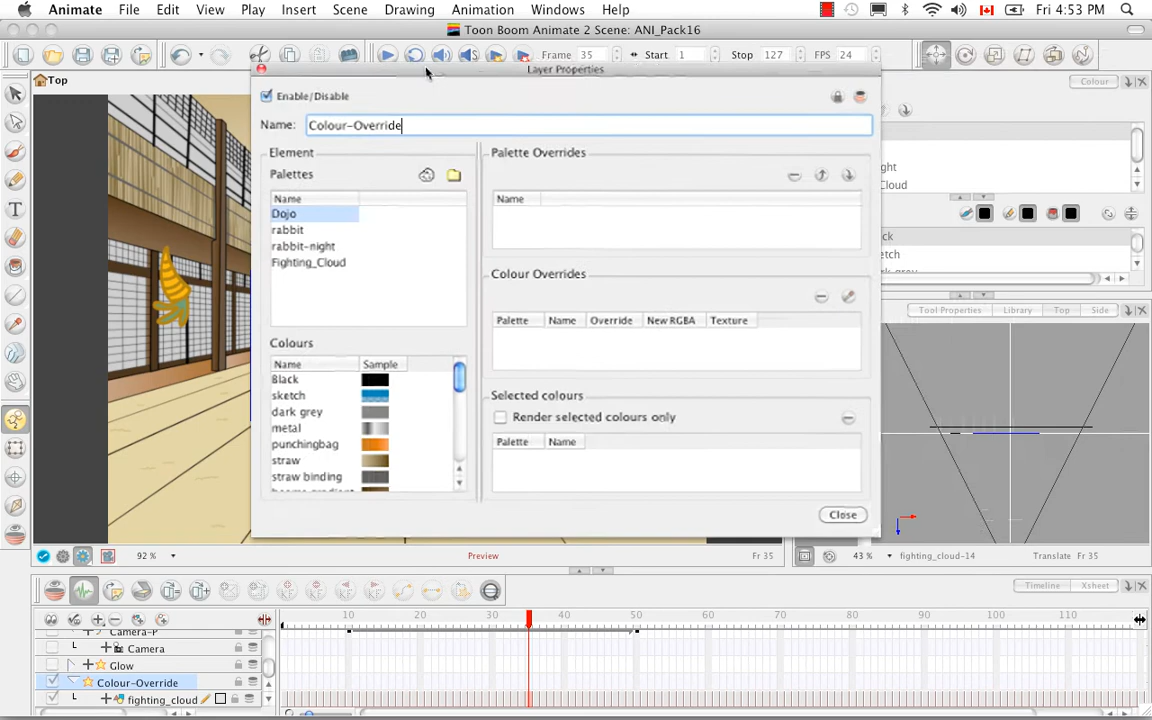 Animate File Edit View Play Insert Scene Drawing Animation Windows Help Fri 4:53 PM
Toon Boom Animate 2 Scene: ANI_Pack16
Frame 35 Start 1 Stop 127 FPS 24
Top
Layer Properties
Colour
Enable/Disable
Name: Colour-Override
Element
Palettes
Name
Dojo
rabbit
rabbit-night
Fighting_Cloud
Colours
Name Sample
Black
sketch
dark grey
metal
punchingbag
straw
straw binding
Palette Overrides
Name
Colour Overrides
Palette Name Override New RGBA Texture
Selected colours
Render selected colours only
Palette Name
Close
ght
Cloud
ck
etch
Tool Properties Library Top Side
92 % Preview Fr 35
43 % fighting_cloud-14 Translate Fr 35
Timeline Xsheet
10 20 30 40 50 60 70 80 90 100 110
Camera-P
Camera
Glow
Colour-Override
fighting_cloud